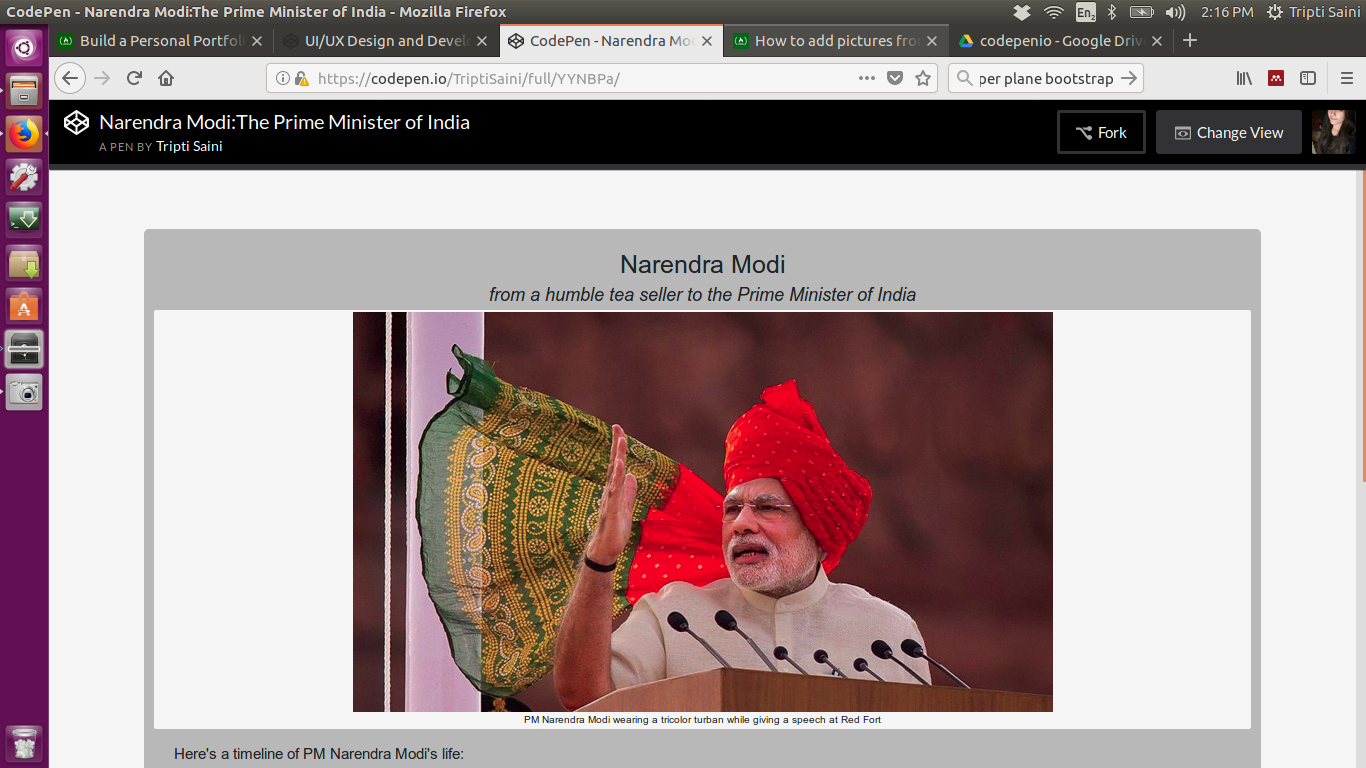 CodePen - Narendra Modi:The Prime Minister of India - Mozilla Firefox
En2 2:16 PM Tripti Saini
Build a Personal Portfol
UI/UX Design and Devel
CodePen - Narendra Mo
How to add pictures fro
codepenio - Google Driv
https://codepen.io/TriptiSaini/full/YYNBPa/
per plane bootstrap
Narendra Modi:The Prime Minister of India
A PEN BY Tripti Saini
Fork
Change View
Narendra Modi
from a humble tea seller to the Prime Minister of India
PM Narendra Modi wearing a tricolor turban while giving a speech at Red Fort
Here's a timeline of PM Narendra Modi's life: